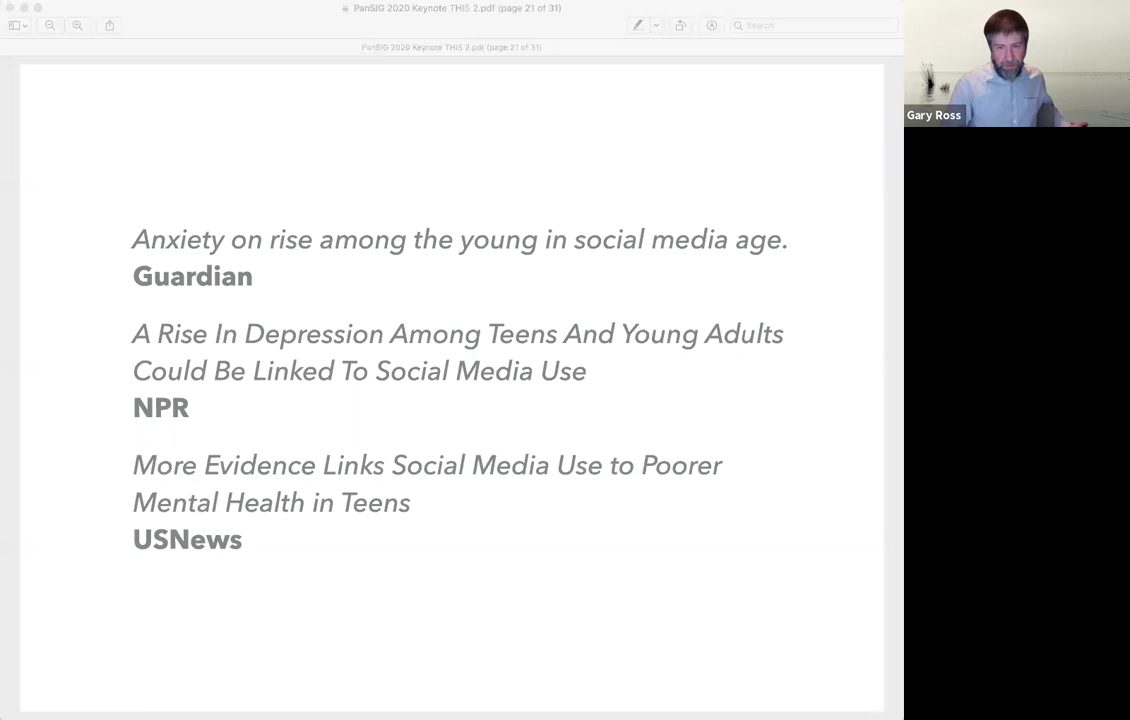 PanSIG 2020 Keynote THIS 2.pdf (page 21 of 31)
Search
PanSIG 2020 Keynote THIS 2.pdf (page 21 of 31)
Gary Ross
Anxiety on rise among the young in social media age.
Guardian
A Rise In Depression Among Teens And Young Adults
Could Be Linked To Social Media Use
NPR
More Evidence Links Social Media Use to Poorer
Mental Health in Teens
USNews